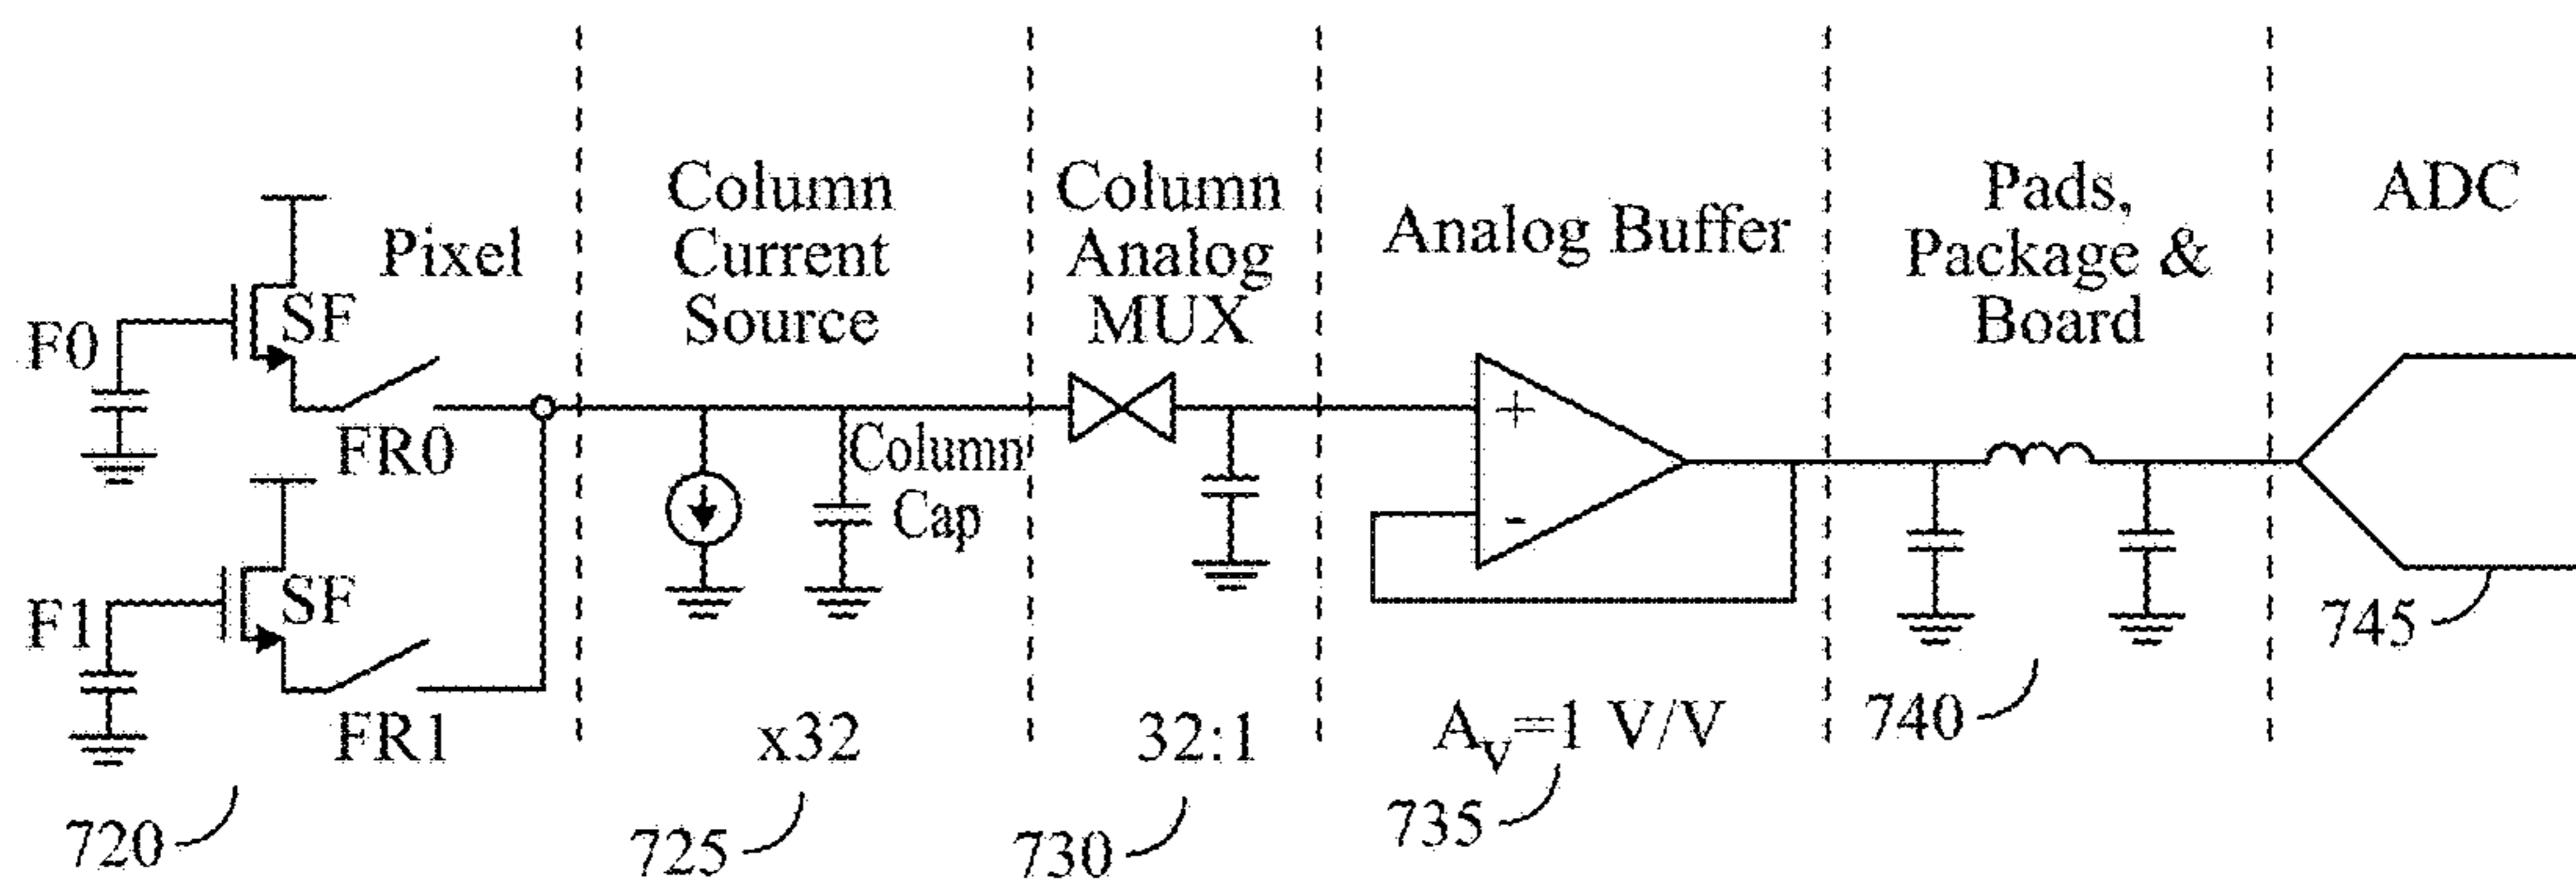 Pixel
F0
SF
FR0
F1
SF
FR1
720
Column
Current
Source
Column
Cap
x32
725
Column
Analog
MUX
32:1
730
Analog Buffer
+
-
A_V=1 V/V
735
Pads,
Package &
Board
740
ADC
745